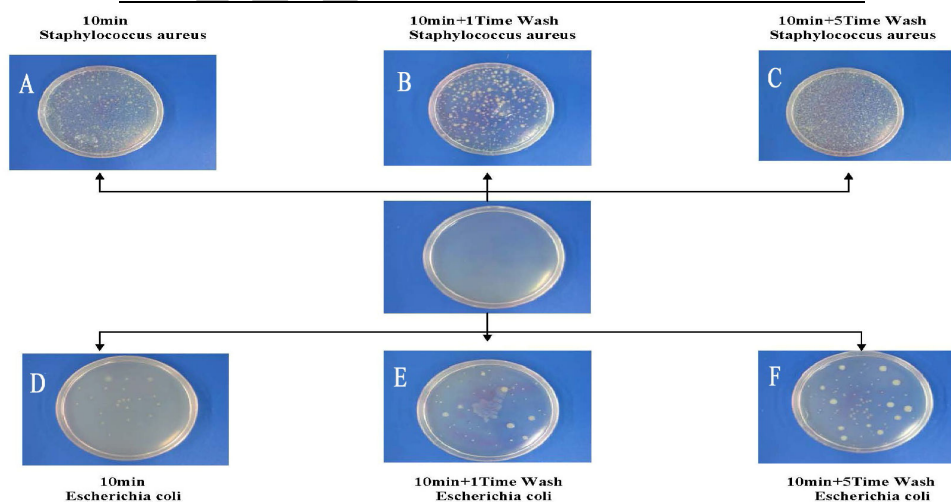 10min
Staphylococcus aureus
10min+1Time Wash
Staphylococcus aureus
10min+5Time Wash
Staphylococcus aureus
A
B
C
D
E
F
10min
Escherichia coli
10min+1Time Wash
Escherichia coli
10min+5Time Wash
Escherichia coli